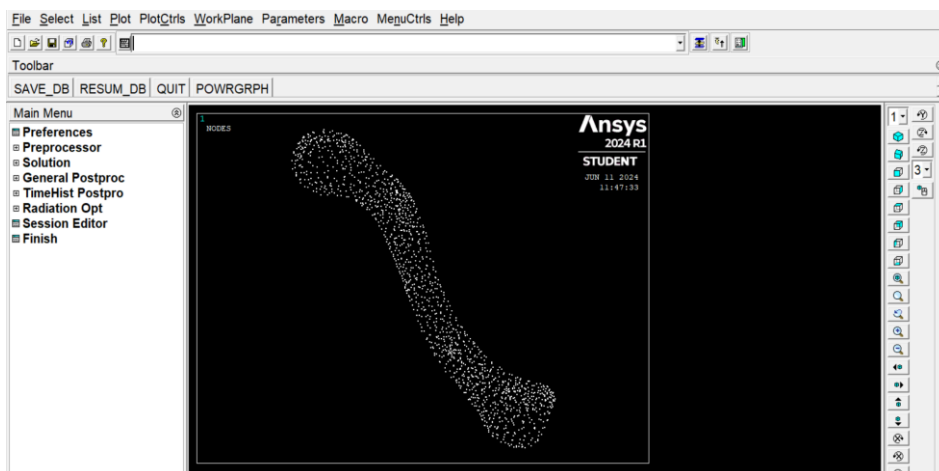 File Select List Plot PlotCtrls WorkPlane Parameters Macro MenuCtrls Help
Toolbar
SAVE_DB RESUM_DB QUIT POWRGRPH
Main Menu
Preferences
Preprocessor
Solution
General Postproc
TimeHist Postpro
Radiation Opt
Session Editor
Finish
1
NODES
Ansys
2024 R1
STUDENT
JUN 11 2024
11:47:33
1
3